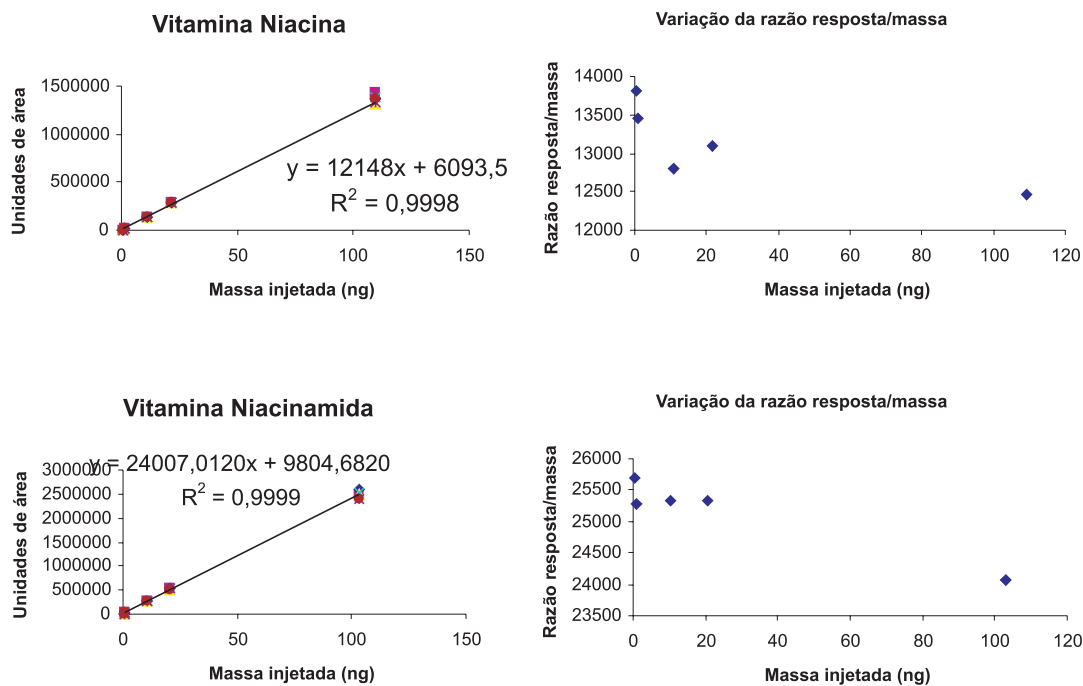 Vitamina Niacina
Unidades de área
1500000
1000000
500000
0
y = 12148x + 6093,5
R² = 0,9998
0 50 100 150
Massa injetada (ng)
Variação da razão resposta/massa
Razão resposta/massa
14000
13500
13000
12500
12000
0 20 40 60 80 100 120
Massa injetada (ng)
Vitamina Niacinamida
Unidades de área
3000000
2500000
2000000
1500000
1000000
500000
0
y = 24007,0120x + 9804,6820
R² = 0,9999
0 50 100 150
Massa injetada (ng)
Variação da razão resposta/massa
Razão resposta/massa
26000
25500
25000
24500
24000
23500
0 20 40 60 80 100 120
Massa injetada (ng)